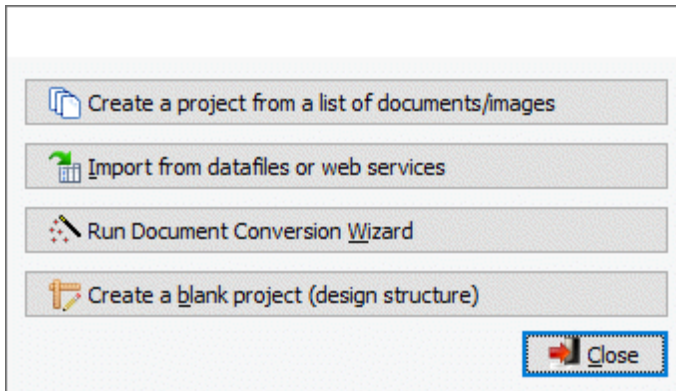 Create a project from a list of documents/images
Import from datafiles or web services
Run Document Conversion Wizard
Create a blank project (design structure)
Close